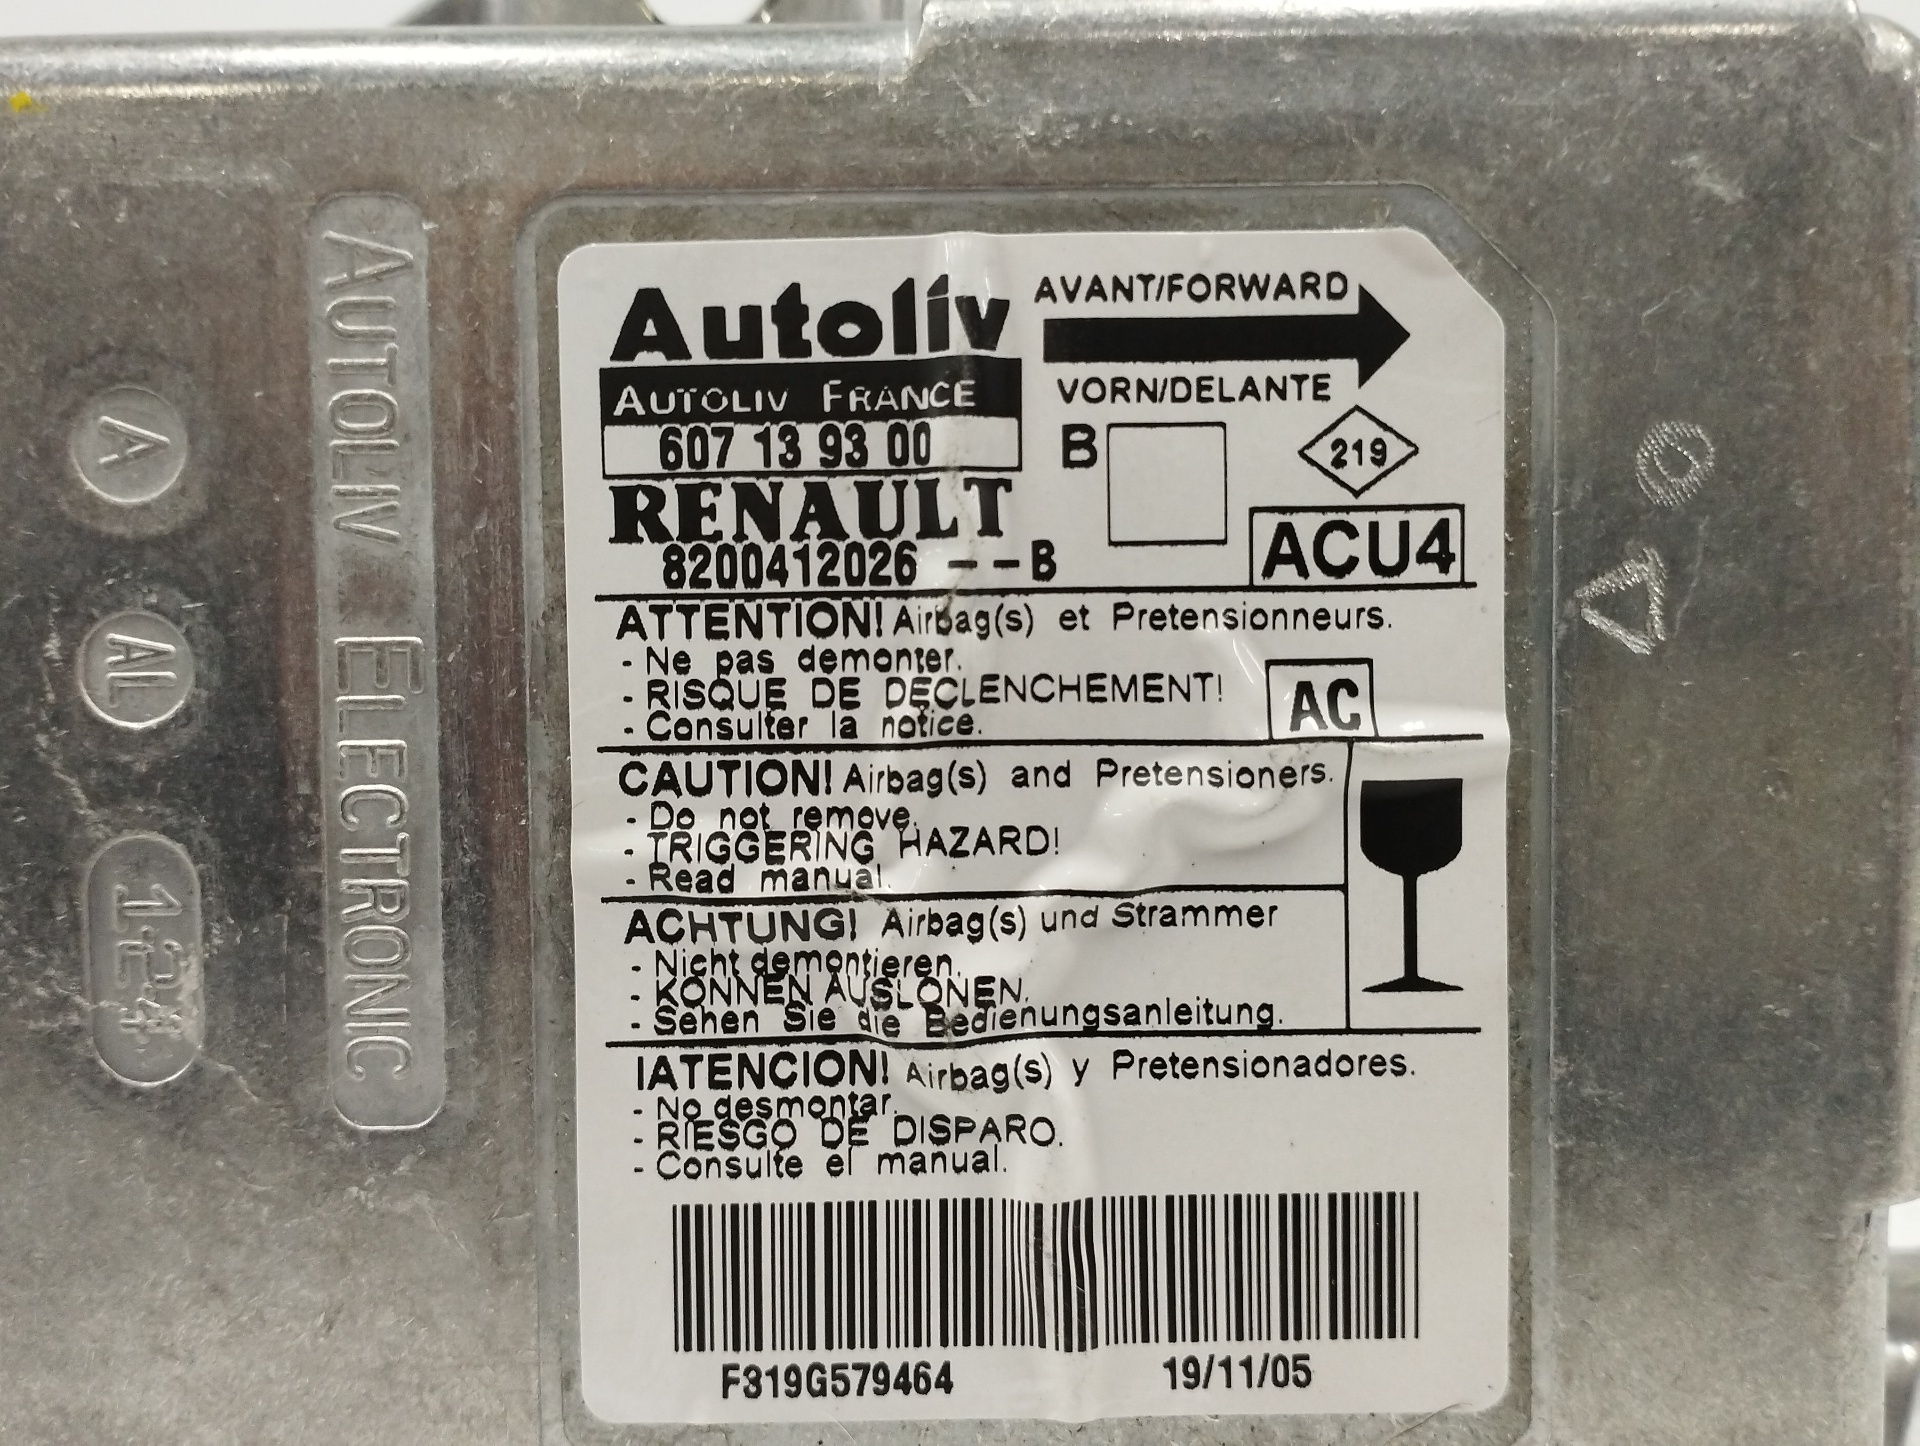 Autoliv
AUTOLIV FRANCE
607 13 93 00
RENAULT
8200412026 --B
AVANT/FORWARD
VORN/DELANTE
B
219
ACU4
ATTENTION! Airbag(s) et Pretensionneurs.
- Ne pas demonter.
- RISQUE DE DECLENCHEMENT!
- Consulter la notice.
AC
CAUTION! Airbag(s) and Pretensioners.
- Do not remove.
- TRIGGERING HAZARD!
- Read manual.
ACHTUNG! Airbag(s) und Strammer
- Nicht demontieren.
- KONNEN AUSLONEN.
- Sehen Sie die Bedienungsanleitung.
IATENCION! Airbag(s) y Pretensionadores.
- No desmontar.
- RIESGO DE DISPARO.
- Consulte el manual.
F319G579464
19/11/05
AUTOLIV ELECTRONIC
A
AL